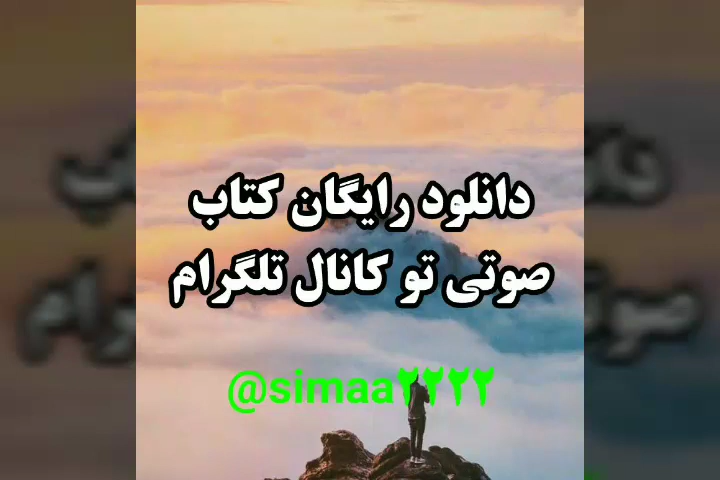 دانلود رایگان کتاب
صوتی تو کانال تلگرام
@simaa۲۲۲۲